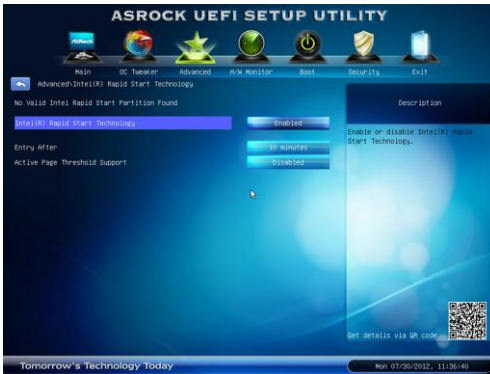 ASROCK UEFI SETUP UTILITY
ASRock
Main OC Tweaker Advanced H/W Monitor Boot Security Exit
Advanced\Intel(R) Rapid Start Technology
No Valid Intel Rapid Start Partition Found
Description
Intel(R) Rapid Start Technology Enabled
Enable or disable Intel(R) Rapid
Start Technology.
Entry After 10 minutes
Active Page Threshold Support Disabled
Get details via QR code
Tomorrow's Technology Today
Mon 07/30/2012, 11:36:49